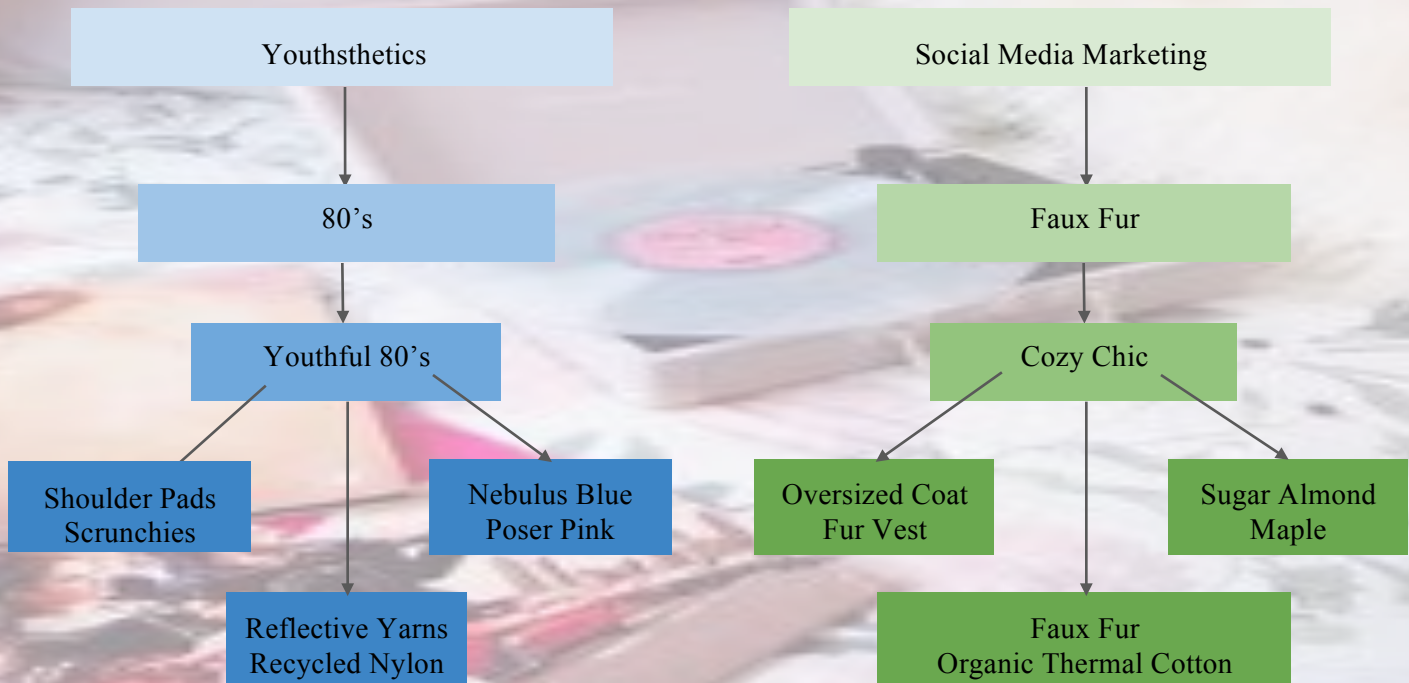 Youthsthetics
Social Media Marketing
80’s
Faux Fur
Youthful 80’s
Cozy Chic
Shoulder Pads
Scrunchies
Nebulus Blue
Poser Pink
Oversized Coat
Fur Vest
Sugar Almond
Maple
Reflective Yarns
Recycled Nylon
Faux Fur
Organic Thermal Cotton